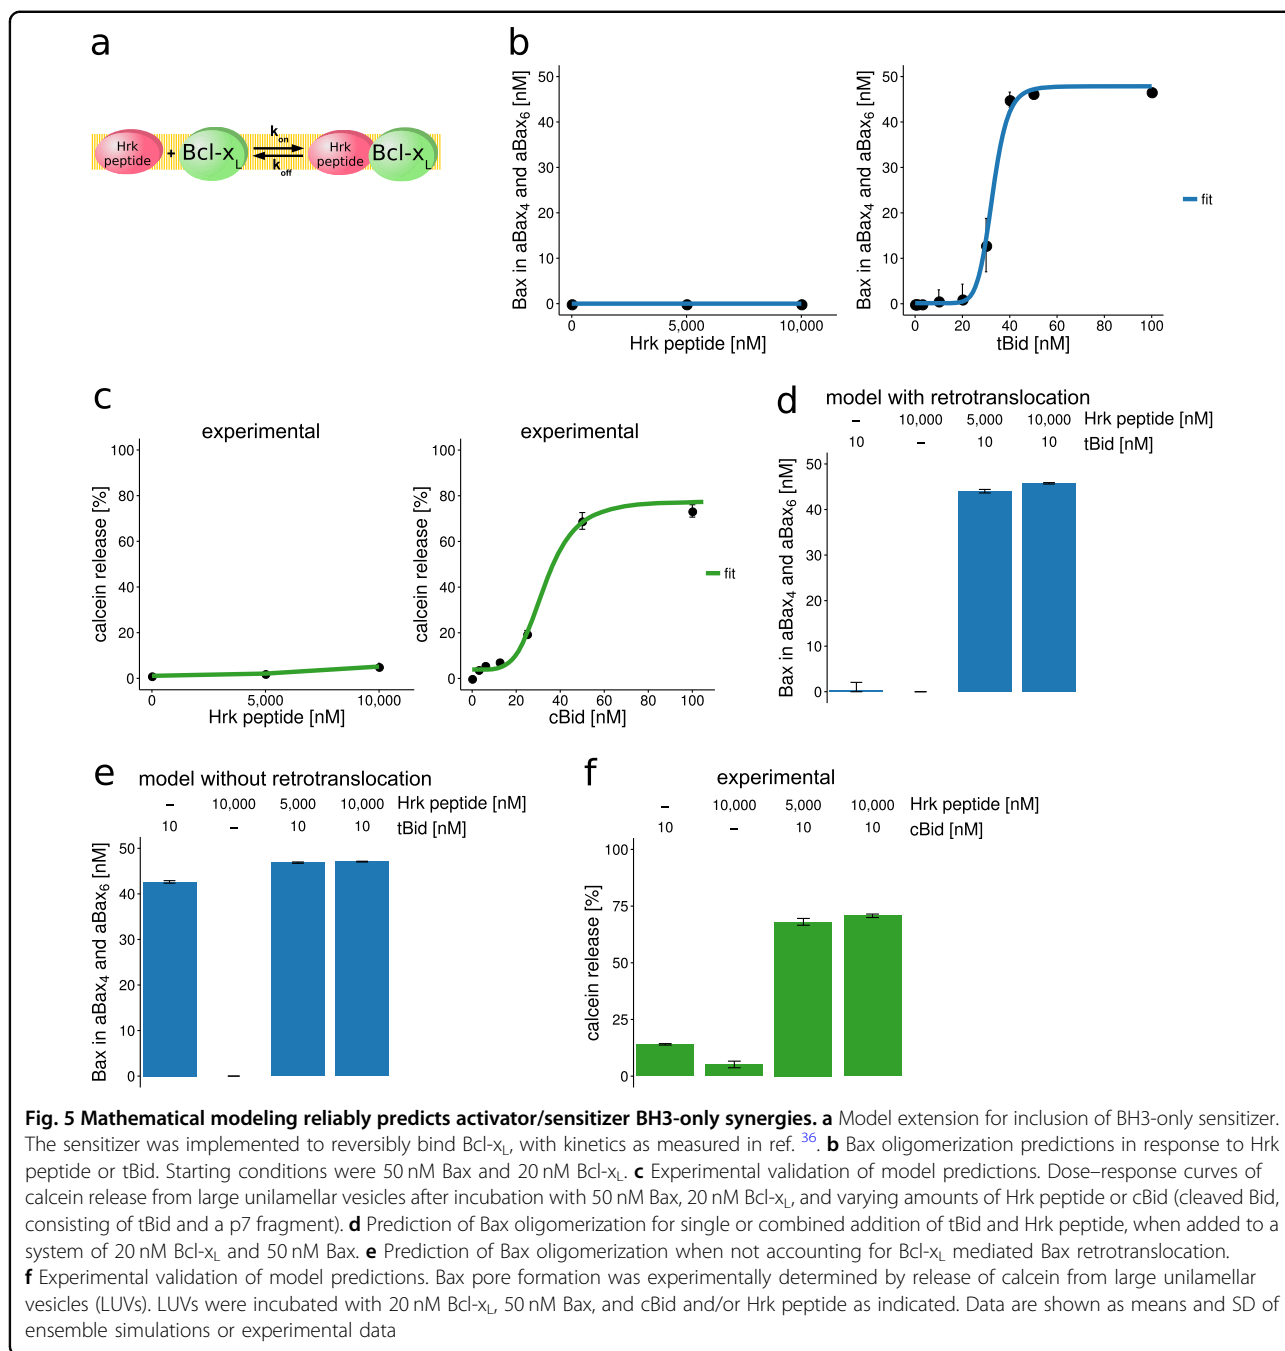 a
Hrk
peptide
+
Bcl-xL
kon
koff
Hrk
peptide
Bcl-xL
b
Bax in aBax4 and aBax6 [nM]
50
40
30
20
10
0
0
5,000
10,000
Hrk peptide [nM]
Bax in aBax4 and aBax6 [nM]
50
40
30
20
10
0
0
20
40
60
80
100
tBid [nM]
fit
c
experimental
calcein release [%]
100
80
60
40
20
0
0
5,000
10,000
Hrk peptide [nM]
experimental
calcein release [%]
100
80
60
40
20
0
0
20
40
60
80
100
cBid [nM]
fit
d
model with retrotranslocation
– 10,000 5,000 10,000 Hrk peptide [nM]
10 – 10 10 tBid [nM]
Bax in aBax4 and aBax6 [nM]
50
40
30
20
10
0
e
model without retrotranslocation
– 10,000 5,000 10,000 Hrk peptide [nM]
10 – 10 10 tBid [nM]
Bax in aBax4 and aBax6 [nM]
50
40
30
20
10
0
f
experimental
– 10,000 5,000 10,000 Hrk peptide [nM]
10 – 10 10 cBid [nM]
calcein release [%]
100
75
50
25
0
Fig. 5 Mathematical modeling reliably predicts activator/sensitizer BH3-only synergies. a Model extension for inclusion of BH3-only sensitizer.
The sensitizer was implemented to reversibly bind Bcl-xL, with kinetics as measured in ref. 36. b Bax oligomerization predictions in response to Hrk
peptide or tBid. Starting conditions were 50 nM Bax and 20 nM Bcl-xL. c Experimental validation of model predictions. Dose–response curves of
calcein release from large unilamellar vesicles after incubation with 50 nM Bax, 20 nM Bcl-xL, and varying amounts of Hrk peptide or cBid (cleaved Bid,
consisting of tBid and a p7 fragment). d Prediction of Bax oligomerization for single or combined addition of tBid and Hrk peptide, when added to a
system of 20 nM Bcl-xL and 50 nM Bax. e Prediction of Bax oligomerization when not accounting for Bcl-xL mediated Bax retrotranslocation.
f Experimental validation of model predictions. Bax pore formation was experimentally determined by release of calcein from large unilamellar
vesicles (LUVs). LUVs were incubated with 20 nM Bcl-xL, 50 nM Bax, and cBid and/or Hrk peptide as indicated. Data are shown as means and SD of
ensemble simulations or experimental data